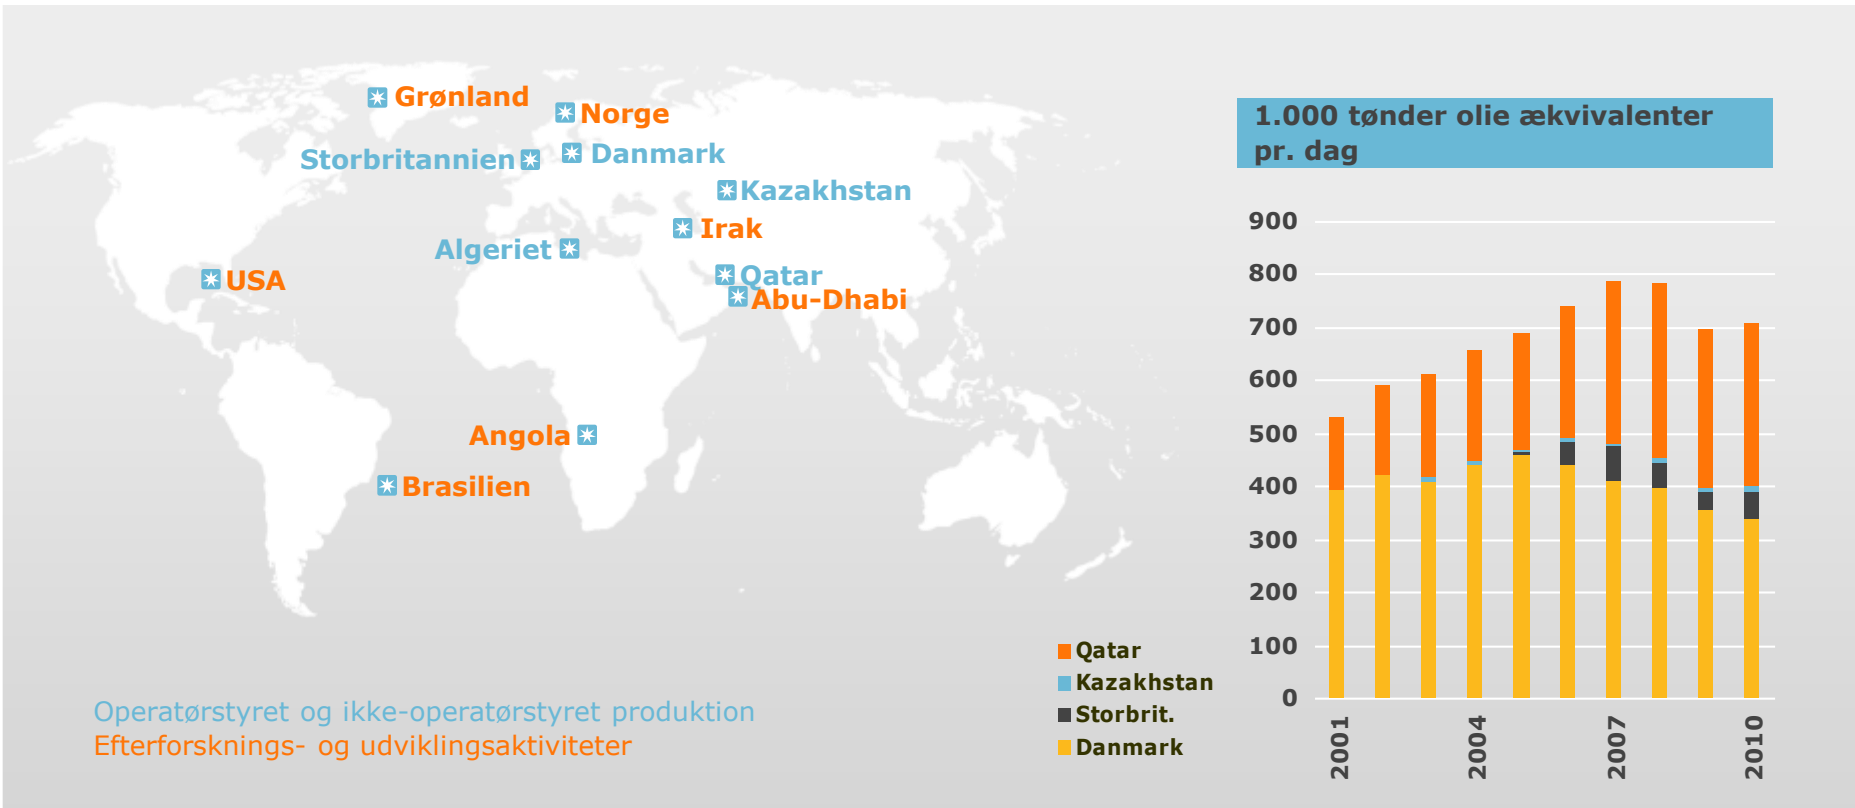 Grønland
Norge
Storbritannien
Danmark
Kazakhstan
Irak
Algeriet
Qatar
USA
Abu-Dhabi
Angola
Brasilien
Operatørstyret og ikke-operatørstyret produktion
Efterforsknings- og udviklingsaktiviteter
1.000 tønder olie ækvivalenter
pr. dag
900
800
700
600
500
400
300
200
100
0
2001
2004
2007
2010
Qatar
Kazakhstan
Storbrit.
Danmark